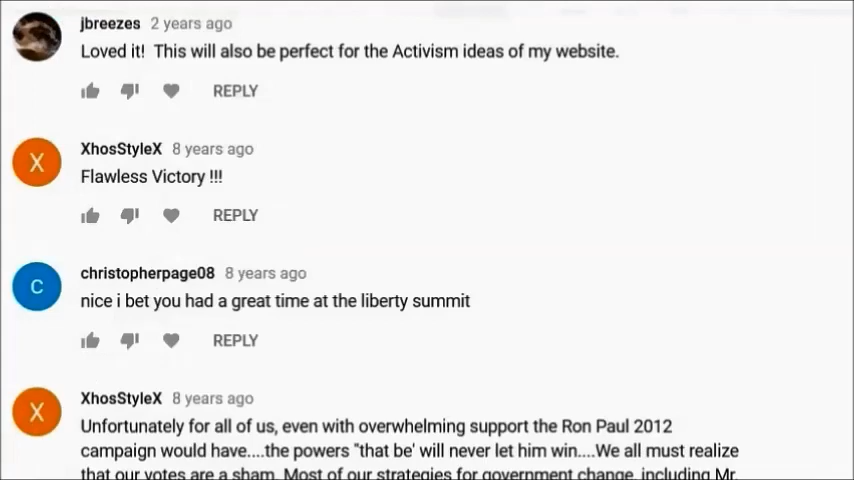 jbreezes 2 years ago
Loved it! This will also be perfect for the Activism ideas of my website.
REPLY
X
XhosStyleX 8 years ago
Flawless Victory !!!
REPLY
C
christopherpage08 8 years ago
nice i bet you had a great time at the liberty summit
REPLY
X
XhosStyleX 8 years ago
Unfortunately for all of us, even with overwhelming support the Ron Paul 2012
campaign would have....the powers "that be' will never let him win....We all must realize
that our votes are a sham. Most of our strategies for government change, including Mr.